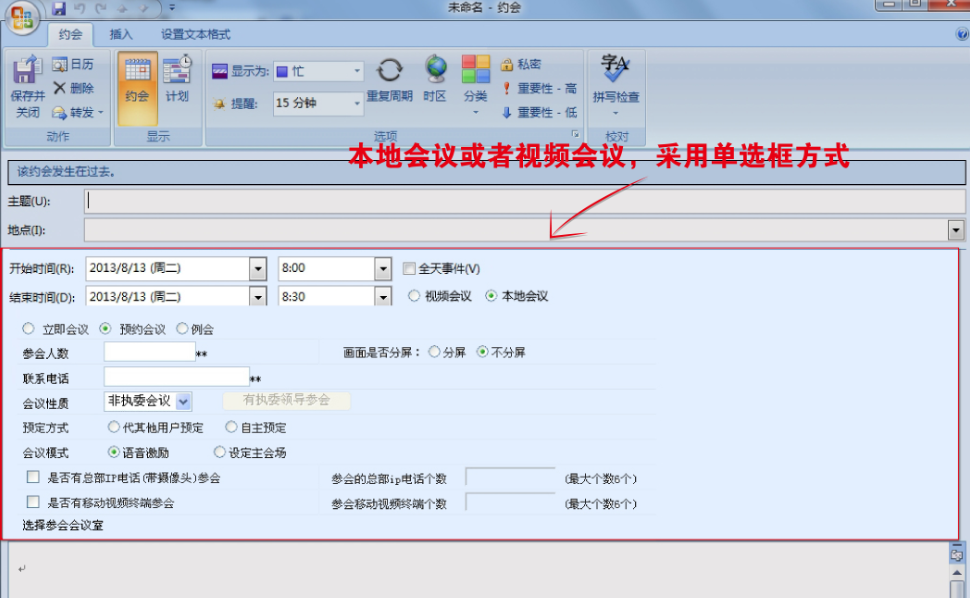 未命名 - 约会
约会 插入 设置文本格式
保存并关闭
日历
删除
转发
动作
约会
计划
显示
显示为: 忙
提醒: 15 分钟
重复周期
时区
分类
私密
重要性 - 高
重要性 - 低
选项
字A
拼写检查
校对
本地会议或者视频会议，采用单选框方式
该约会发生在过去。
主题(U):
地点(I):
开始时间(R): 2013/8/13 (周二) 8:00 全天事件(V)
结束时间(D): 2013/8/13 (周二) 8:30 视频会议 本地会议
立即会议 预约会议 例会
参会人数 ** 画面是否分屏： 分屏 不分屏
联系电话 **
会议性质 非执委会议 有执委领导参会
预定方式 代其他用户预定 自主预定
会议模式 语音激励 设定主会场
是否有总部IP电话(带摄像头)参会 参会的总部ip电话个数 (最大个数6个)
是否有移动视频终端参会 参会移动视频终端个数 (最大个数6个)
选择参会会议室